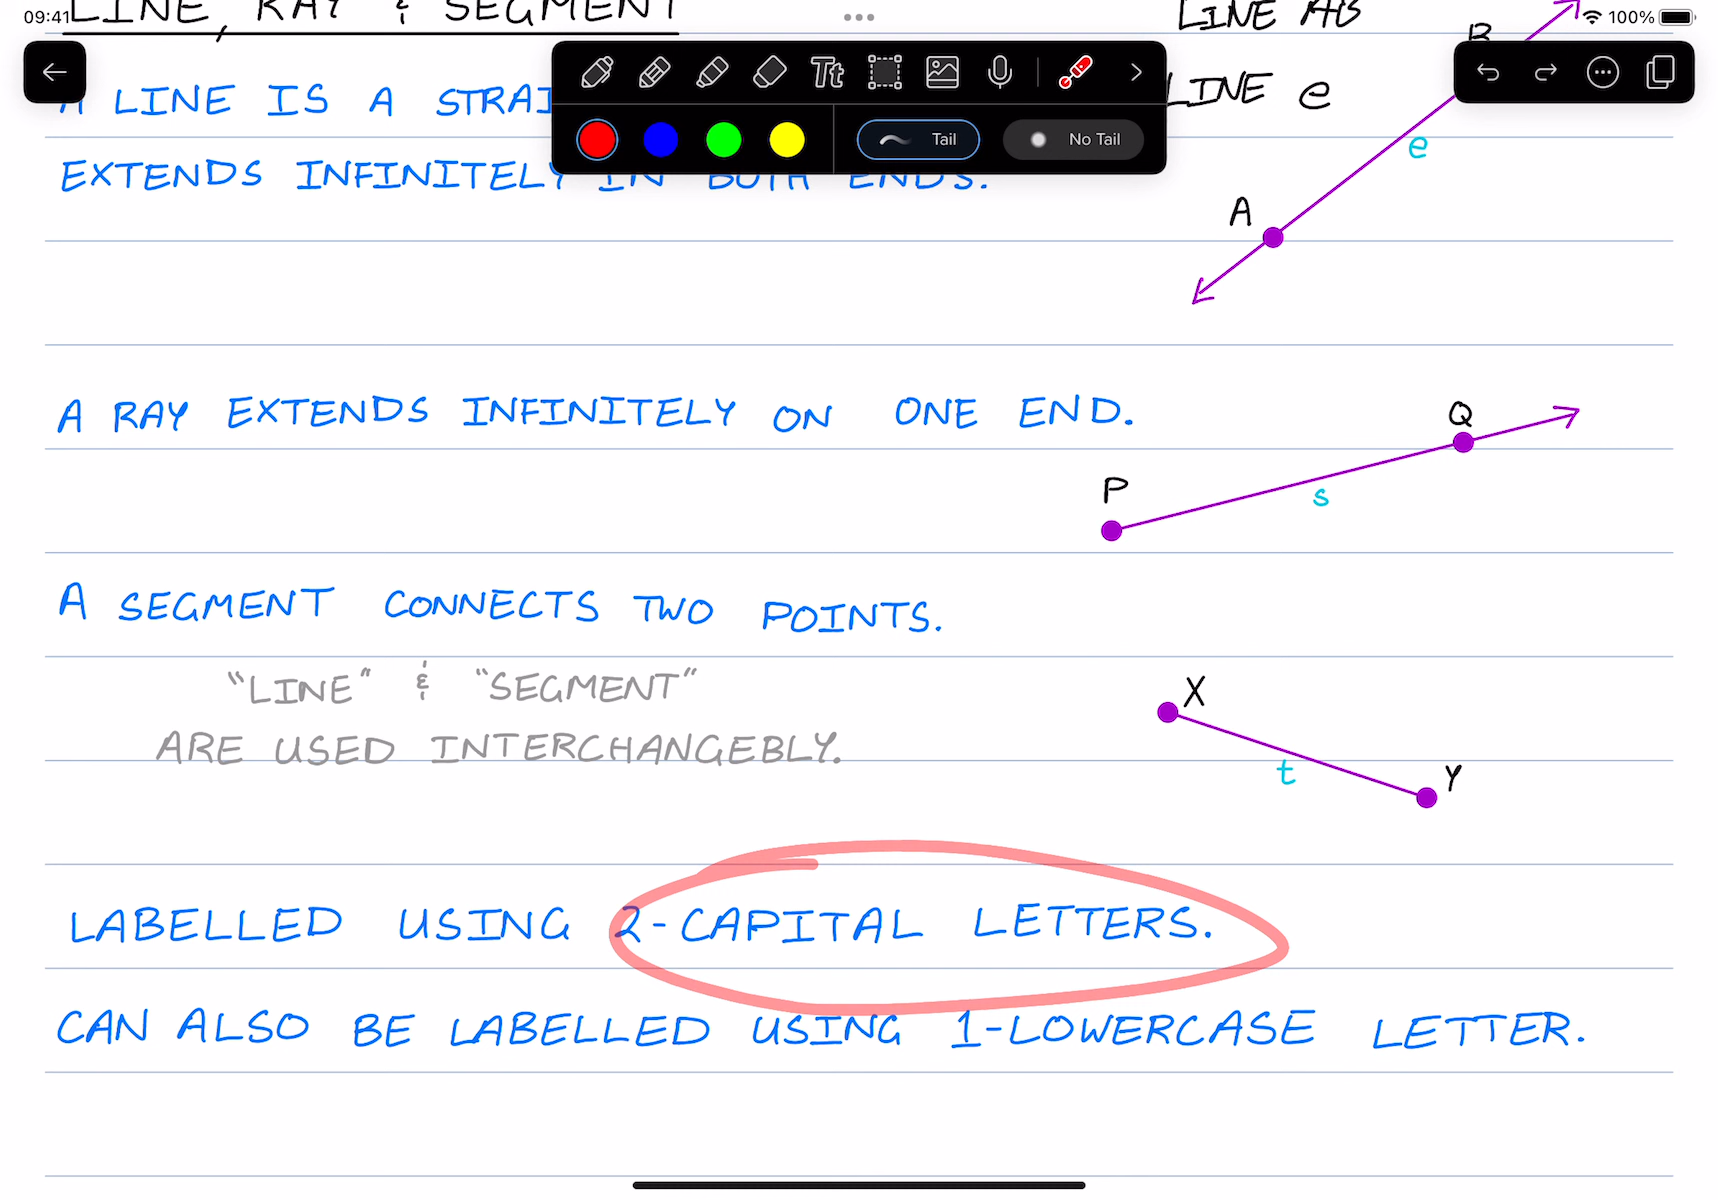 09:41
100%
LINE, RAY & SEGMENT
LINE AB
B
Tt
A LINE IS A STRAI
Tail
No Tail
LINE e
e
EXTENDS INFINITELY IN BOTH ENDS.
A
A RAY EXTENDS INFINITELY ON ONE END.
Q
P
s
A SEGMENT CONNECTS TWO POINTS.
"LINE" & "SEGMENT"
ARE USED INTERCHANGEBLY.
X
t
Y
LABELLED USING 2-CAPITAL LETTERS.
CAN ALSO BE LABELLED USING 1-LOWERCASE LETTER.